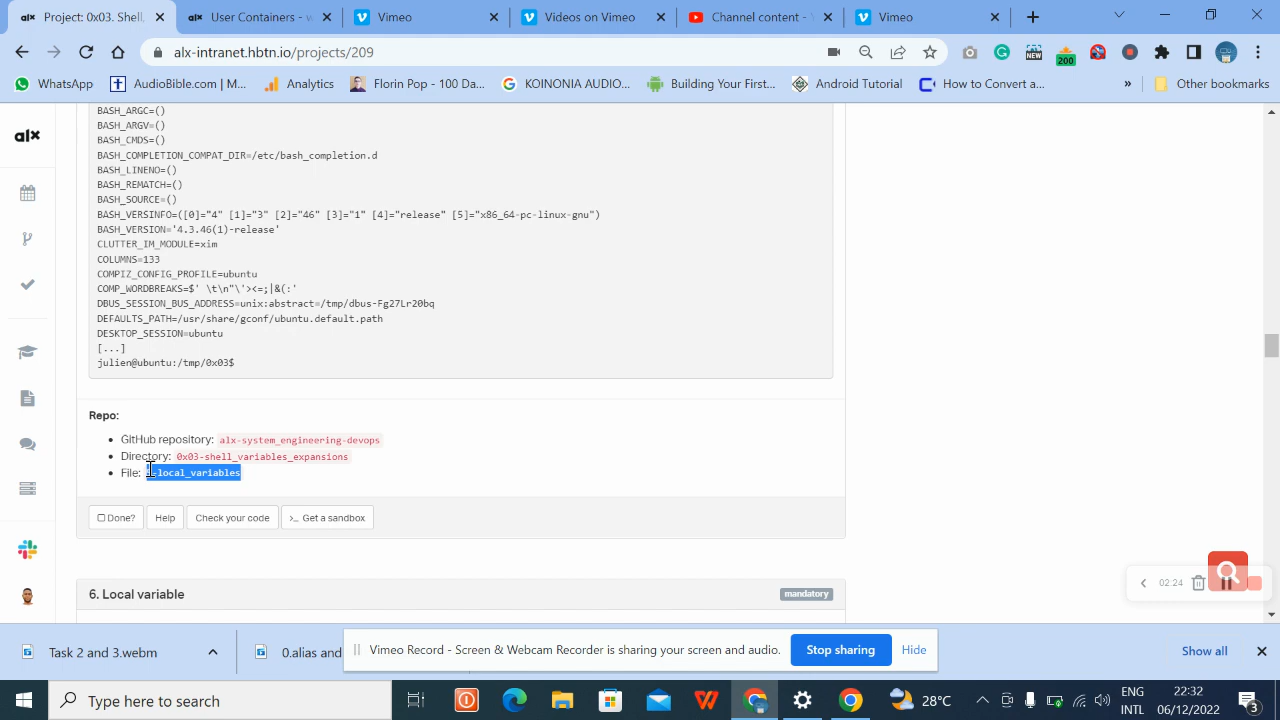 Project: 0x03. Shell,
User Containers - w
Vimeo
Videos on Vimeo
Channel content - Y
Vimeo
alx-intranet.hbtn.io/projects/209
NEW
200
WhatsApp
AudioBible.com | M...
Analytics
Florin Pop - 100 Da...
KOINONIA AUDIO...
Building Your First...
Android Tutorial
How to Convert a...
»
Other bookmarks
alx
BASH_ARGC=()
BASH_ARGV=()
BASH_CMDS=()
BASH_COMPLETION_COMPAT_DIR=/etc/bash_completion.d
BASH_LINENO=()
BASH_REMATCH=()
BASH_SOURCE=()
BASH_VERSINFO=([0]="4" [1]="3" [2]="46" [3]="1" [4]="release" [5]="x86_64-pc-linux-gnu")
BASH_VERSION='4.3.46(1)-release'
CLUTTER_IM_MODULE=xim
COLUMNS=133
COMPIZ_CONFIG_PROFILE=ubuntu
COMP_WORDBREAKS=$' \t\n"\'><=;|&(:'
DBUS_SESSION_BUS_ADDRESS=unix:abstract=/tmp/dbus-Fg27Lr20bq
DEFAULTS_PATH=/usr/share/gconf/ubuntu.default.path
DESKTOP_SESSION=ubuntu
[...]
julien@ubuntu:/tmp/0x03$
Repo:
• GitHub repository: alx-system_engineering-devops
• Directory: 0x03-shell_variables_expansions
• File: -local_variables
Done?
Help
Check your code
>_ Get a sandbox
02:24
6. Local variable
mandatory
Task 2 and 3.webm
0.alias and
Vimeo Record - Screen & Webcam Recorder is sharing your screen and audio.
Stop sharing
Hide
Show all
Type here to search
28°C
ENG
INTL
22:32
06/12/2022
3